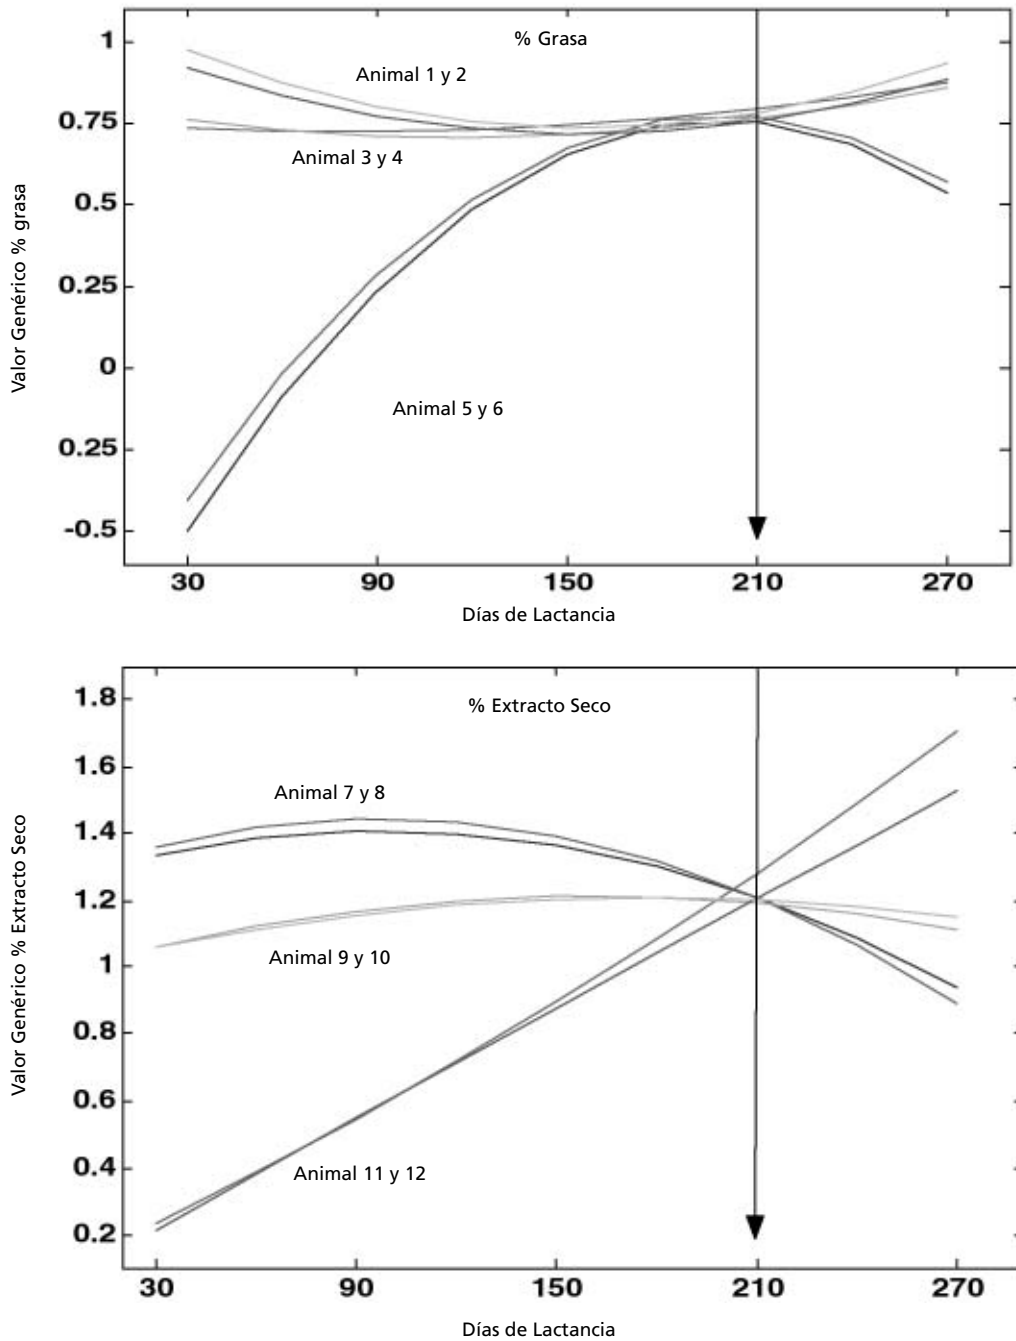 % Grasa
1
Animal 1 y 2
0.75
Animal 3 y 4
0.5
0.25
0
Animal 5 y 6
0.25
-0.5
Valor Genérico % grasa
30 90 150 210 270
Días de Lactancia
1.8
% Extracto Seco
1.6
Animal 7 y 8
1.4
1.2
Animal 9 y 10
1
0.8
0.6
Animal 11 y 12
0.4
0.2
Valor Genérico % Extracto Seco
30 90 150 210 270
Días de Lactancia